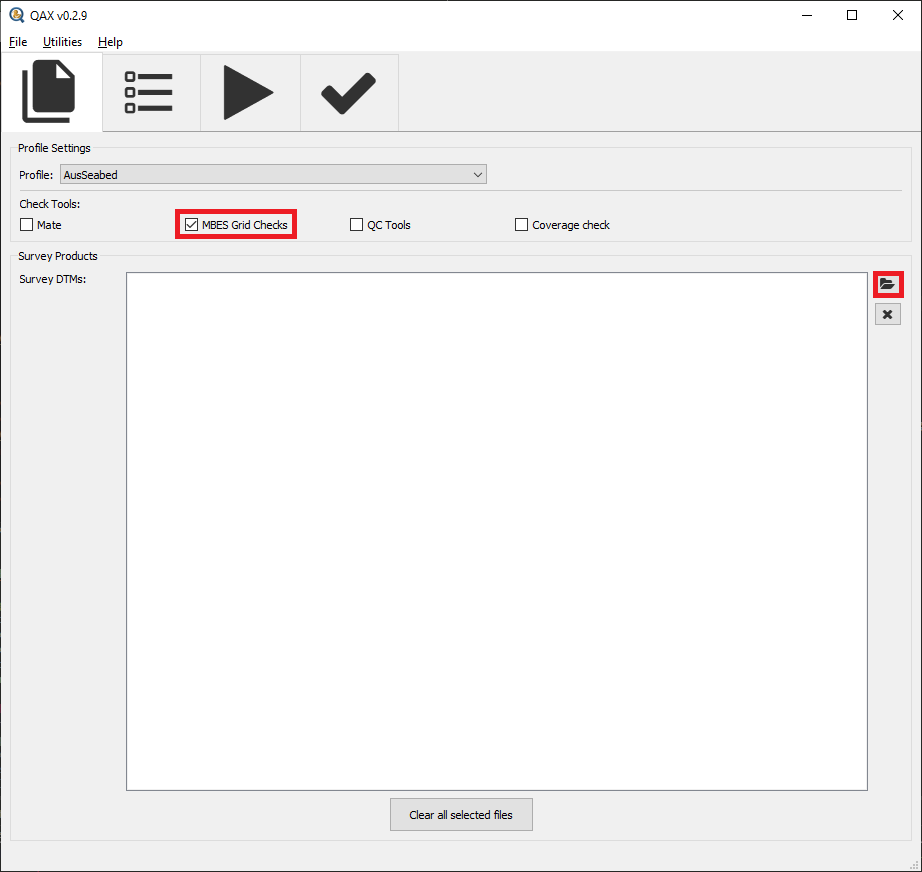 QAX v0.2.9
File Utilities Help
Profile Settings
Profile: AusSeabed
Check Tools:
Mate MBES Grid Checks QC Tools Coverage check
Survey Products
Survey DTMs:
Clear all selected files